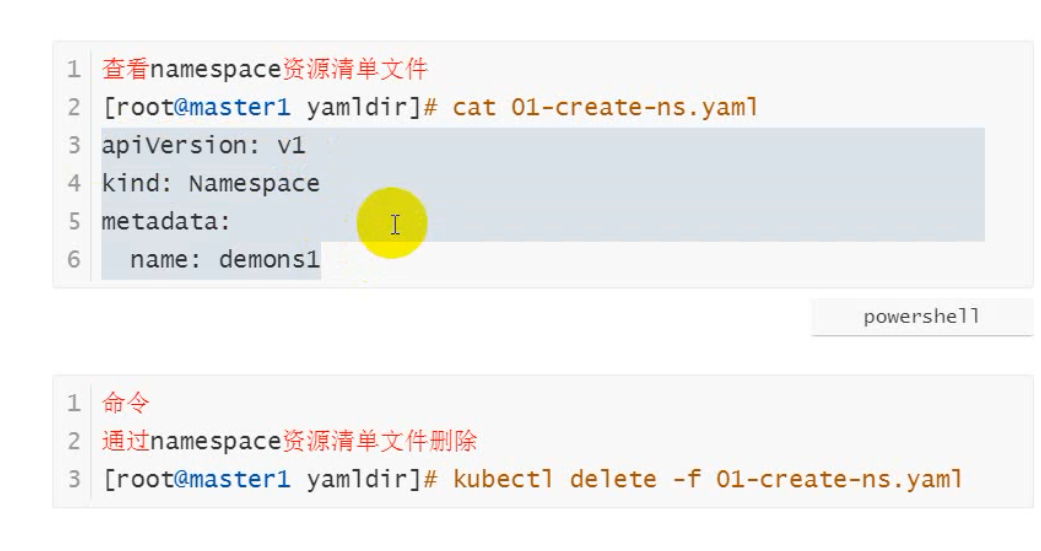 1 查看namespace资源清单文件
2 [root@master1 yamldir]# cat 01-create-ns.yaml
3 apiVersion: v1
4 kind: Namespace
5 metadata:
6   name: demons1
powershell
1 命令
2 通过namespace资源清单文件删除
3 [root@master1 yamldir]# kubectl delete -f 01-create-ns.yaml